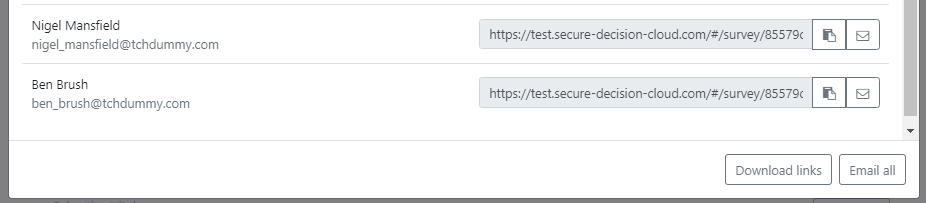 Nigel Mansfield
nigel_mansfield@tchdummy.com
https://test.secure-decision-cloud.com/#/survey/85579c
Ben Brush
ben_brush@tchdummy.com
https://test.secure-decision-cloud.com/#/survey/85579c
Download links
Email all